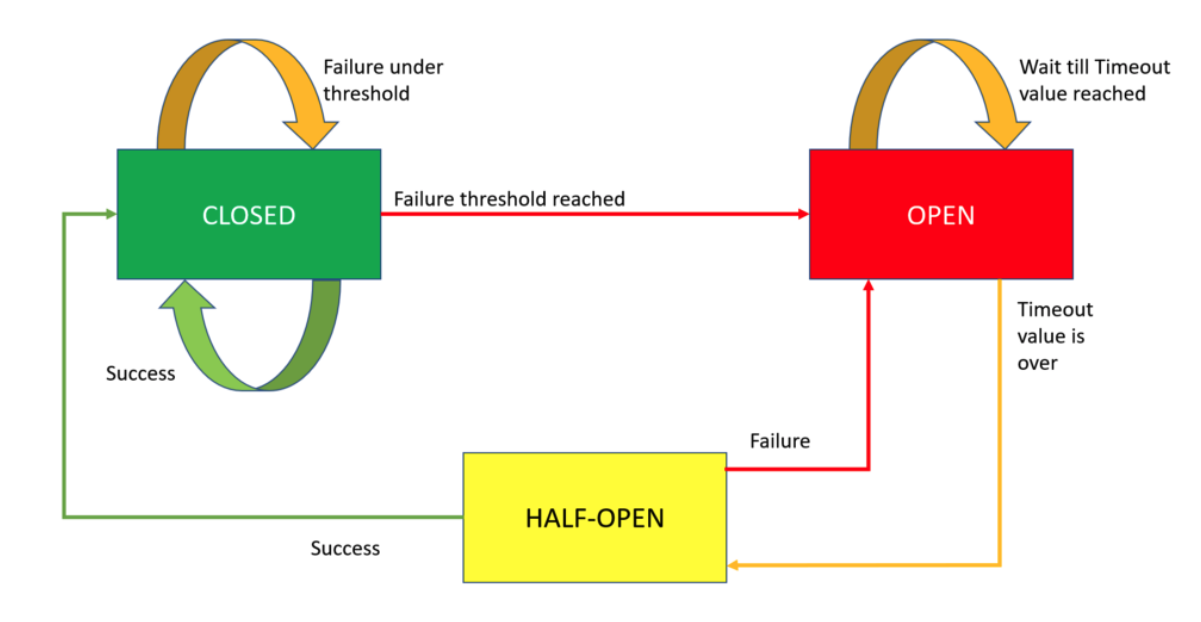 Failure under
threshold
Wait till Timeout
value reached
CLOSED
Failure threshold reached
OPEN
Timeout
value is
over
Success
Failure
HALF-OPEN
Success